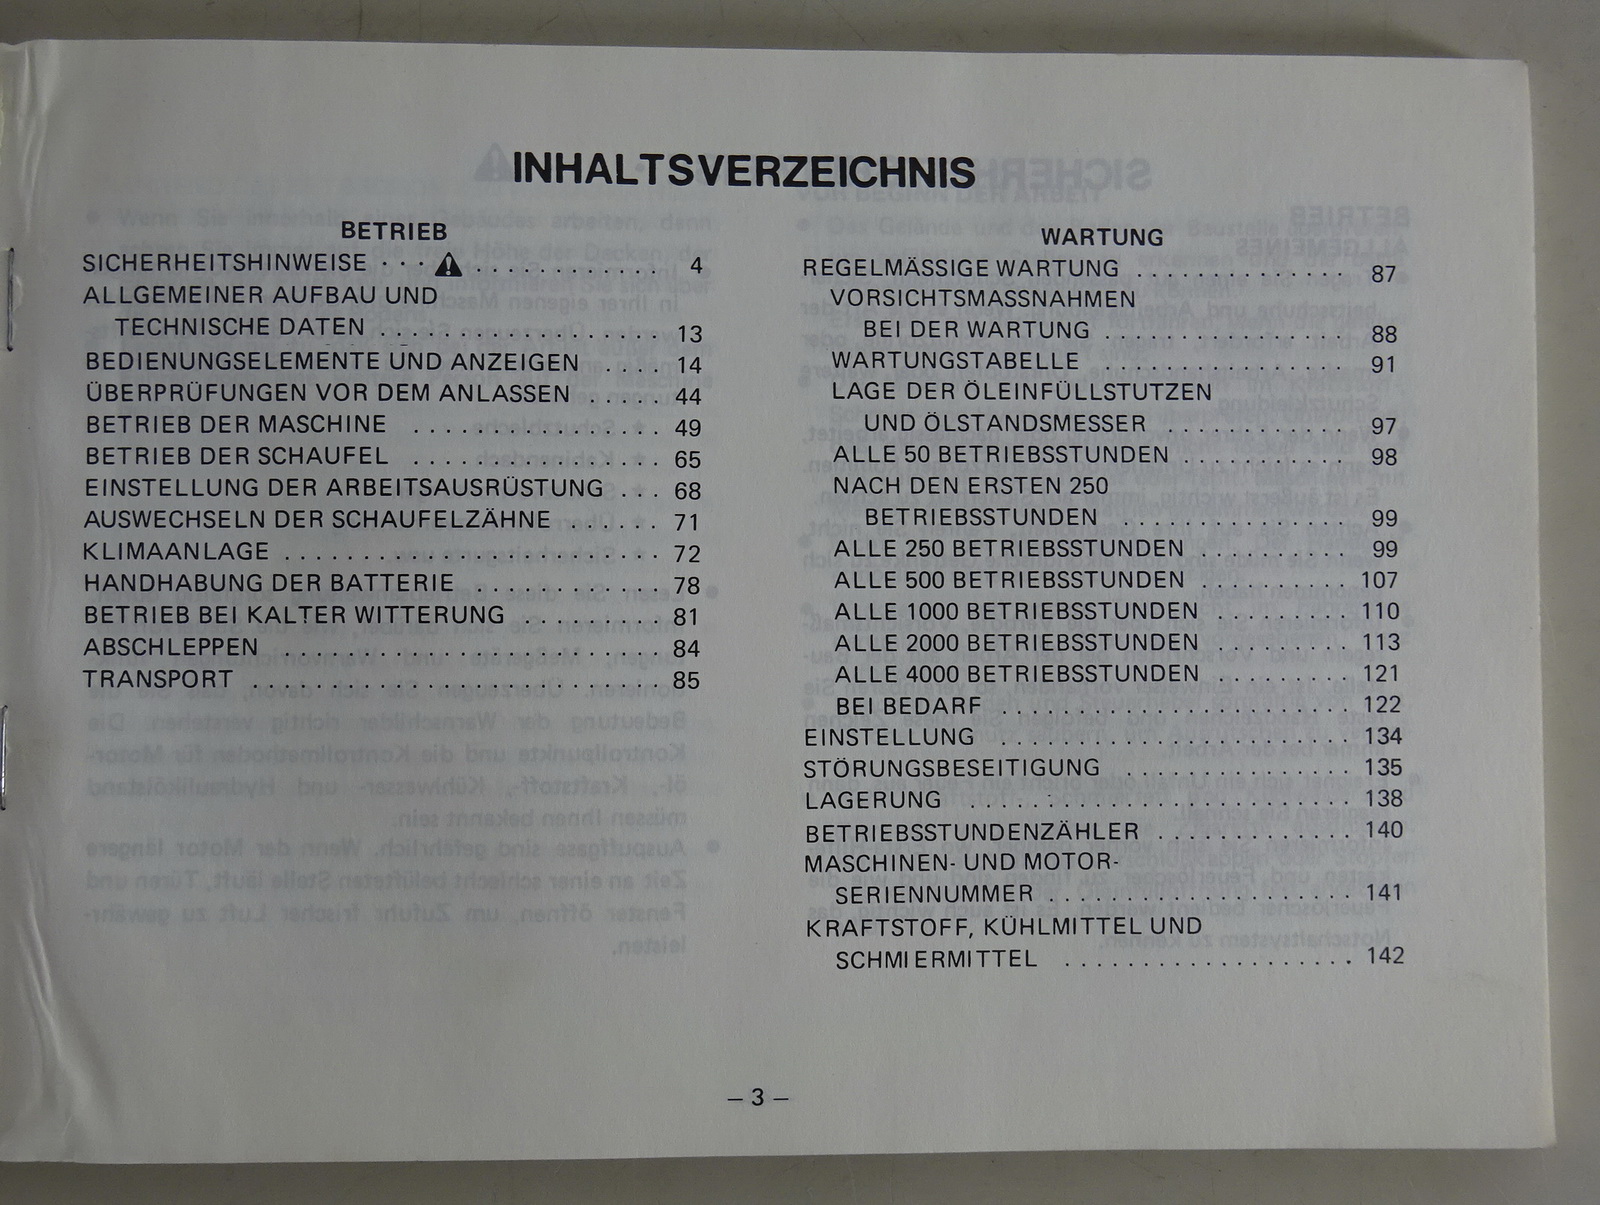 INHALTSVERZEICHNIS
BETRIEB
SICHERHEITSHINWEISE . . . ⚠ . . . . . . . . . . . 4
ALLGEMEINER AUFBAU UND
TECHNISCHE DATEN . . . . . . . . . . . . . . . . . . 13
BEDIENUNGSELEMENTE UND ANZEIGEN . . . . 14
ÜBERPRÜFUNGEN VOR DEM ANLASSEN . . . . . 44
BETRIEB DER MASCHINE . . . . . . . . . . . . . . . . 49
BETRIEB DER SCHAUFEL . . . . . . . . . . . . . . . . 65
EINSTELLUNG DER ARBEITSAUSRÜSTUNG . . . 68
AUSWECHSELN DER SCHAUFELZÄHNE . . . . . . 71
KLIMAANLAGE . . . . . . . . . . . . . . . . . . . . . . . . 72
HANDHABUNG DER BATTERIE . . . . . . . . . . . . . 78
BETRIEB BEI KALTER WITTERUNG . . . . . . . . . 81
ABSCHLEPPEN . . . . . . . . . . . . . . . . . . . . . . . . 84
TRANSPORT . . . . . . . . . . . . . . . . . . . . . . . . . . 85
WARTUNG
REGELMÄSSIGE WARTUNG . . . . . . . . . . . . . . 87
VORSICHTSMASSNAHMEN
BEI DER WARTUNG . . . . . . . . . . . . . . . 88
WARTUNGSTABELLE . . . . . . . . . . . . . . . . 91
LAGE DER ÖLEINFÜLLSTUTZEN
UND ÖLSTANDSMESSER . . . . . . . . . . . . 97
ALLE 50 BETRIEBSSTUNDEN . . . . . . . . . . . 98
NACH DEN ERSTEN 250
BETRIEBSSTUNDEN . . . . . . . . . . . . . . . 99
ALLE 250 BETRIEBSSTUNDEN . . . . . . . . . . 99
ALLE 500 BETRIEBSSTUNDEN . . . . . . . . . . 107
ALLE 1000 BETRIEBSSTUNDEN . . . . . . . . . 110
ALLE 2000 BETRIEBSSTUNDEN . . . . . . . . . 113
ALLE 4000 BETRIEBSSTUNDEN . . . . . . . . . 121
BEI BEDARF . . . . . . . . . . . . . . . . . . . . . . . 122
EINSTELLUNG . . . . . . . . . . . . . . . . . . . . . . . 134
STÖRUNGSBESEITIGUNG . . . . . . . . . . . . . . . 135
LAGERUNG . . . . . . . . . . . . . . . . . . . . . . . . . 138
BETRIEBSSTUNDENZÄHLER . . . . . . . . . . . . . 140
MASCHINEN- UND MOTOR-
SERIENNUMMER . . . . . . . . . . . . . . . . . . . 141
KRAFTSTOFF, KÜHLMITTEL UND
SCHMIERMITTEL . . . . . . . . . . . . . . . . . . . 142
– 3 –